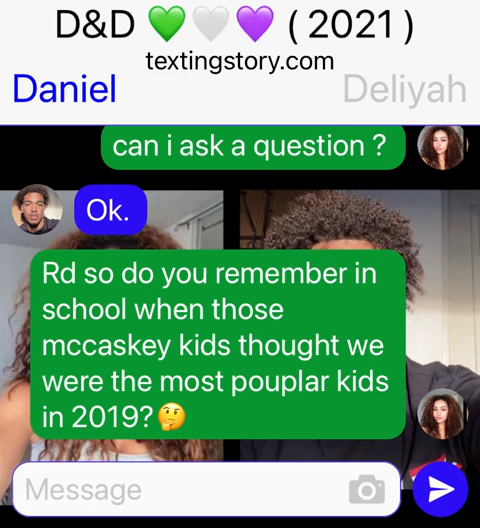 D&D 💚🤍💜 ( 2021 )
textingstory.com
Daniel Deliyah
can i ask a question ?
Ok.
Rd so do you remember in
school when those
mccaskey kids thought we
were the most pouplar kids
in 2019?🤔
Message